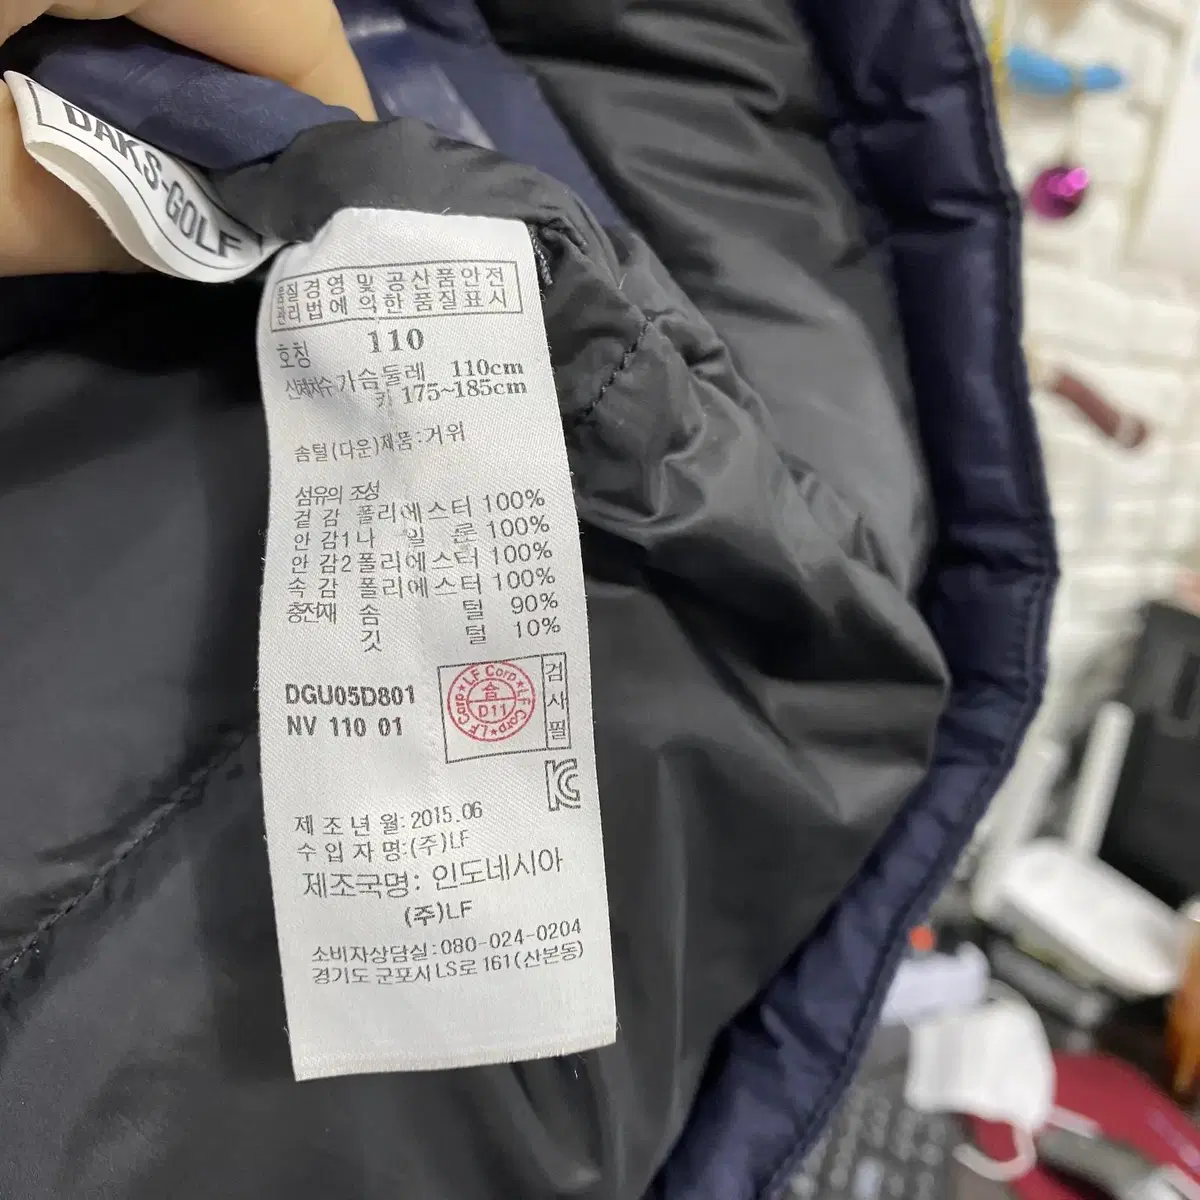 DAKS-GOLF
품질경영 및 공산품안전
관리법에 의한 품질표시
호칭 110
신체치수 가슴둘레 110cm
키 175~185cm
솜털(다운)제품:거위
섬유의 조성
겉 감 폴리에스터 100%
안 감1 나 일 론 100%
안 감2 폴리에스터 100%
속 감 폴리에스터 100%
충전재 솜 털 90%
깃 털 10%
DGU05D801
NV 110 01
LF Corp★LF Corp★LF Corp★
合
D11
검사필
KC
제 조 년 월:2015.06
수 입 자 명:(주)LF
제조국명: 인도네시아
(주)LF
소비자상담실:080-024-0204
경기도 군포시 LS로 161(산본동)